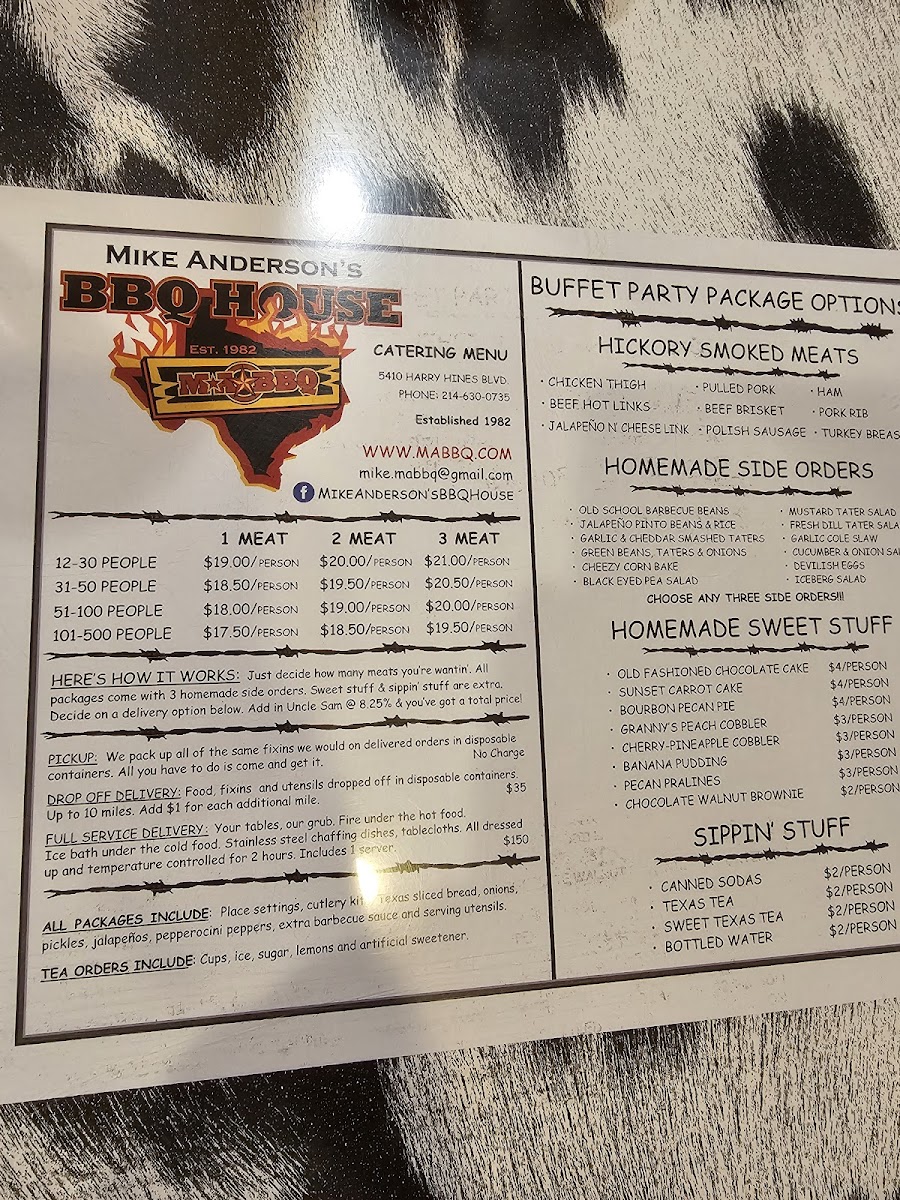 MIKE ANDERSON'S
BBQ HOUSE
EST. 1982
MABBQ
CATERING MENU
5410 HARRY HINES BLVD.
PHONE: 214-630-0735
Established 1982
WWW.MABBQ.COM
mike.mabbq@gmail.com
f MIKEANDERSON'SBBQHOUSE
1 MEAT 2 MEAT 3 MEAT
12-30 PEOPLE $19.00/PERSON $20.00/PERSON $21.00/PERSON
31-50 PEOPLE $18.50/PERSON $19.50/PERSON $20.50/PERSON
51-100 PEOPLE $18.00/PERSON $19.00/PERSON $20.00/PERSON
101-500 PEOPLE $17.50/PERSON $18.50/PERSON $19.50/PERSON
HERE'S HOW IT WORKS: Just decide how many meats you're wantin'. All
packages come with 3 homemade side orders. Sweet stuff & sippin' stuff are extra.
Decide on a delivery option below. Add in Uncle Sam @ 8.25% & you've got a total price!
PICKUP: We pack up all of the same fixins we would on delivered orders in disposable
containers. All you have to do is come and get it. No Charge
DROP OFF DELIVERY: Food, fixins and utensils dropped off in disposable containers.
Up to 10 miles. Add $1 for each additional mile. $35
FULL SERVICE DELIVERY: Your tables, our grub. Fire under the hot food.
Ice bath under the cold food. Stainless steel chaffing dishes, tablecloths. All dressed
up and temperature controlled for 2 hours. Includes 1 server. $150
ALL PACKAGES INCLUDE: Place settings, cutlery kits, Texas sliced bread, onions,
pickles, jalapeños, pepperocini peppers, extra barbecue sauce and serving utensils.
TEA ORDERS INCLUDE: Cups, ice, sugar, lemons and artificial sweetener.
BUFFET PARTY PACKAGE OPTIONS
HICKORY SMOKED MEATS
· CHICKEN THIGH · PULLED PORK · HAM
· BEEF HOT LINKS · BEEF BRISKET · PORK RIB
· JALAPEÑO N' CHEESE LINK · POLISH SAUSAGE · TURKEY BREAS
HOMEMADE SIDE ORDERS
· OLD SCHOOL BARBECUE BEANS · MUSTARD TATER SALAD
· JALAPEÑO PINTO BEANS & RICE · FRESH DILL TATER SALA
· GARLIC & CHEDDAR SMASHED TATERS · GARLIC COLE SLAW
· GREEN BEANS, TATERS & ONIONS · CUCUMBER & ONION SA
· CHEEZY CORN BAKE · DEVILISH EGGS
· BLACK EYED PEA SALAD · ICEBERG SALAD
CHOOSE ANY THREE SIDE ORDERS!!!
HOMEMADE SWEET STUFF
· OLD FASHIONED CHOCOLATE CAKE $4/PERSON
· SUNSET CARROT CAKE $4/PERSON
· BOURBON PECAN PIE $4/PERSON
· GRANNY'S PEACH COBBLER $3/PERSON
· CHERRY-PINEAPPLE COBBLER $3/PERSON
· BANANA PUDDING $3/PERSON
· PECAN PRALINES $3/PERSON
· CHOCOLATE WALNUT BROWNIE $2/PERSON
SIPPIN' STUFF
· CANNED SODAS $2/PERSON
· TEXAS TEA $2/PERSON
· SWEET TEXAS TEA $2/PERSON
· BOTTLED WATER $2/PERSON